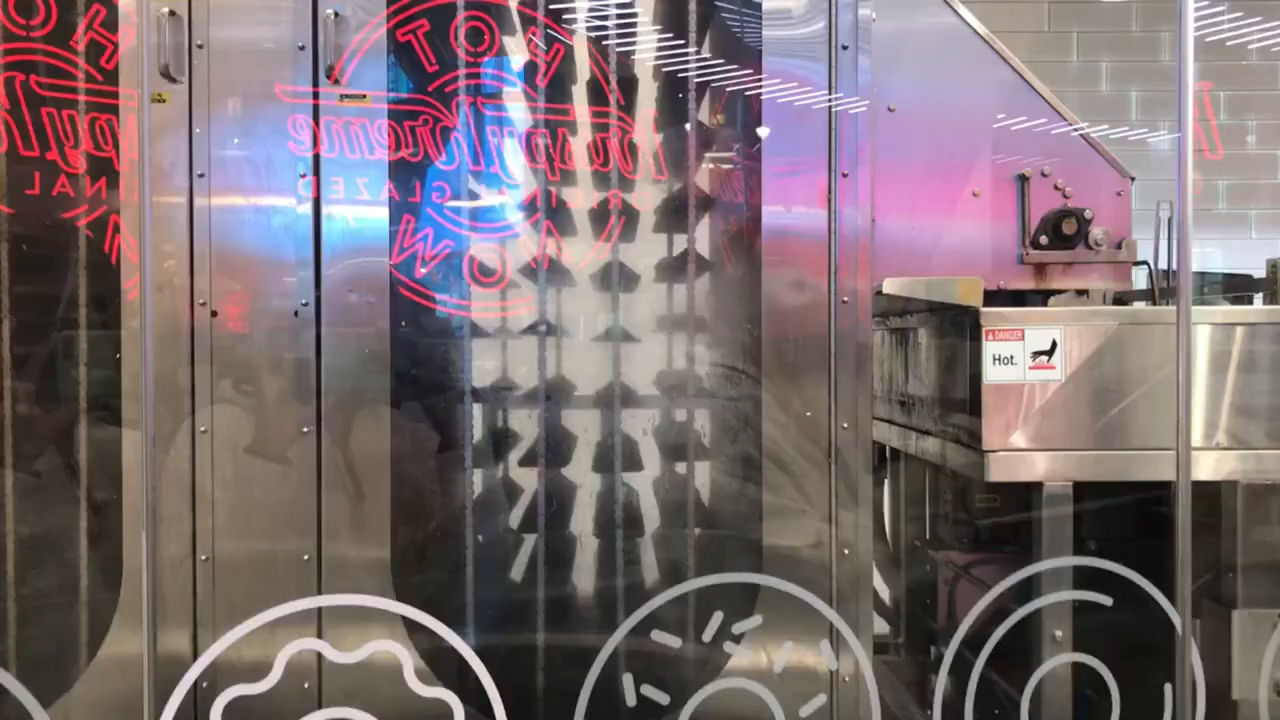 HOT
Krispy Kreme
ORIGINAL GLAZED
NOW
DANGER
Hot.